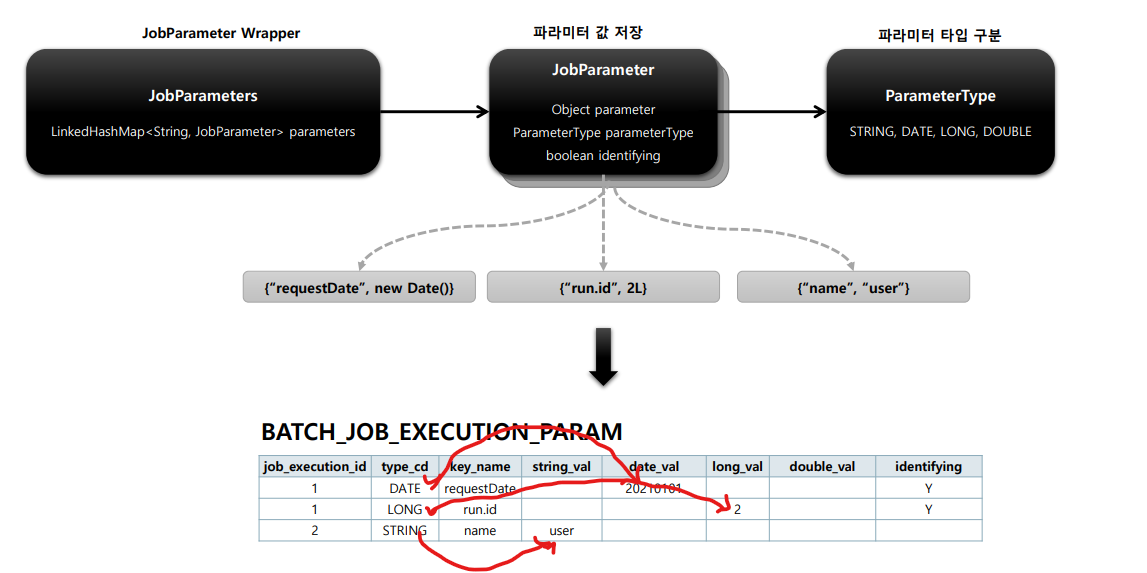 JobParameter Wrapper
파라미터 값 저장
파라미터 타입 구분
JobParameters
LinkedHashMap<String, JobParameter> parameters
JobParameter
Object parameter
ParameterType parameterType
boolean identifying
ParameterType
STRING, DATE, LONG, DOUBLE
{“requestDate”, new Date()}
{“run.id”, 2L}
{“name”, “user”}
BATCH_JOB_EXECUTION_PARAM
job_execution_id type_cd key_name string_val date_val long_val double_val identifying
1 DATE requestDate 20210101 Y
1 LONG run.id 2 Y
2 STRING name user